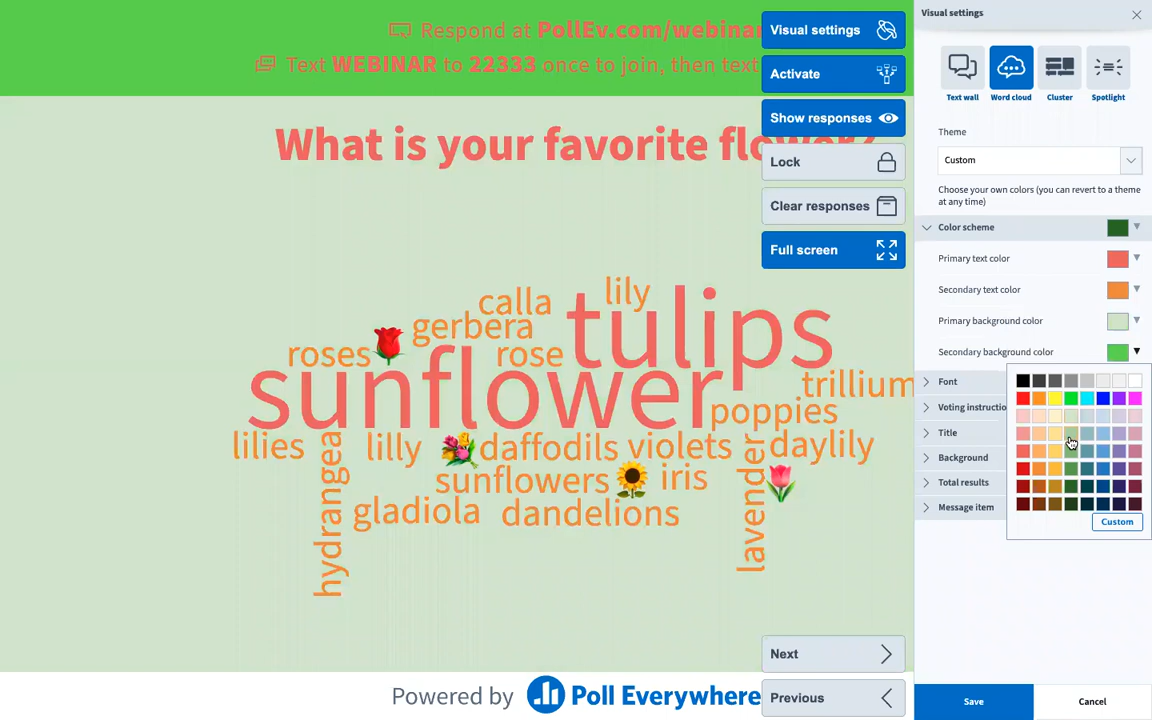 Respond at PollEv.com/webinar
Text WEBINAR to 22333 once to join, then text
What is your favorite flower?
lily
calla
tulips
gerbera
roses
rose
sunflower
trillium
poppies
lilies
lilly
daffodils
violets
daylily
sunflowers
iris
gladiola
dandelions
hydrangea
lavender
Powered by Poll Everywhere
Visual settings
Activate
Show responses
Lock
Clear responses
Full screen
Next
Previous
Visual settings
Text wall
Word cloud
Cluster
Spotlight
Theme
Custom
Choose your own colors (you can revert to a theme
at any time)
Color scheme
Primary text color
Secondary text color
Primary background color
Secondary background color
Font
Voting instructio
Title
Background
Total results
Message item
Custom
Save
Cancel